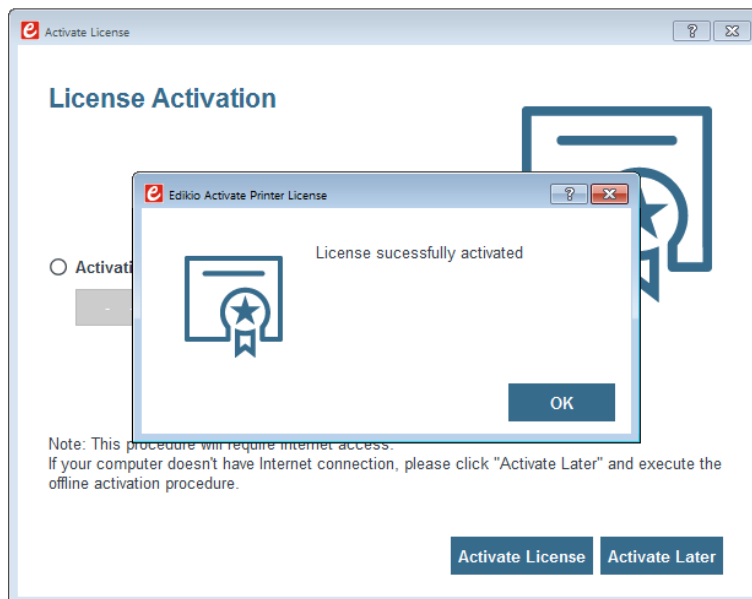 Activate License
License Activation
Edikio Activate Printer License
License sucessfully activated
Activati
OK
Note: This procedure will require Internet access.
If your computer doesn't have Internet connection, please click "Activate Later" and execute the
offline activation procedure.
Activate License
Activate Later